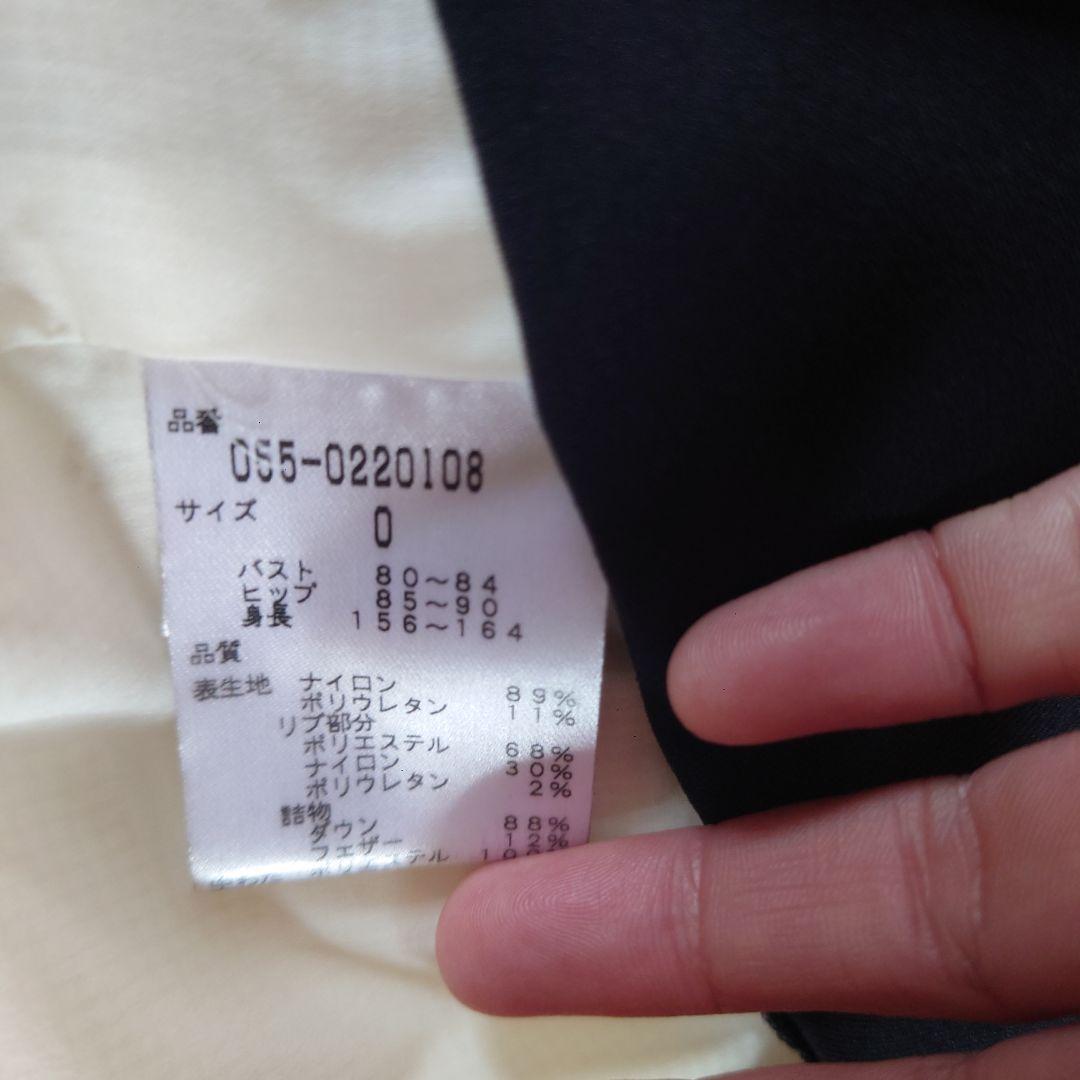 品番
055-0220108
サイズ 0
バスト 80～84
ヒップ 85～90
身長 156～164
品質
表生地 ナイロン 89%
ポリウレタン 11%
リブ部分
ポリエステル 68%
ナイロン 30%
ポリウレタン 2%
詰物
ダウン 88%
フェザー 12%